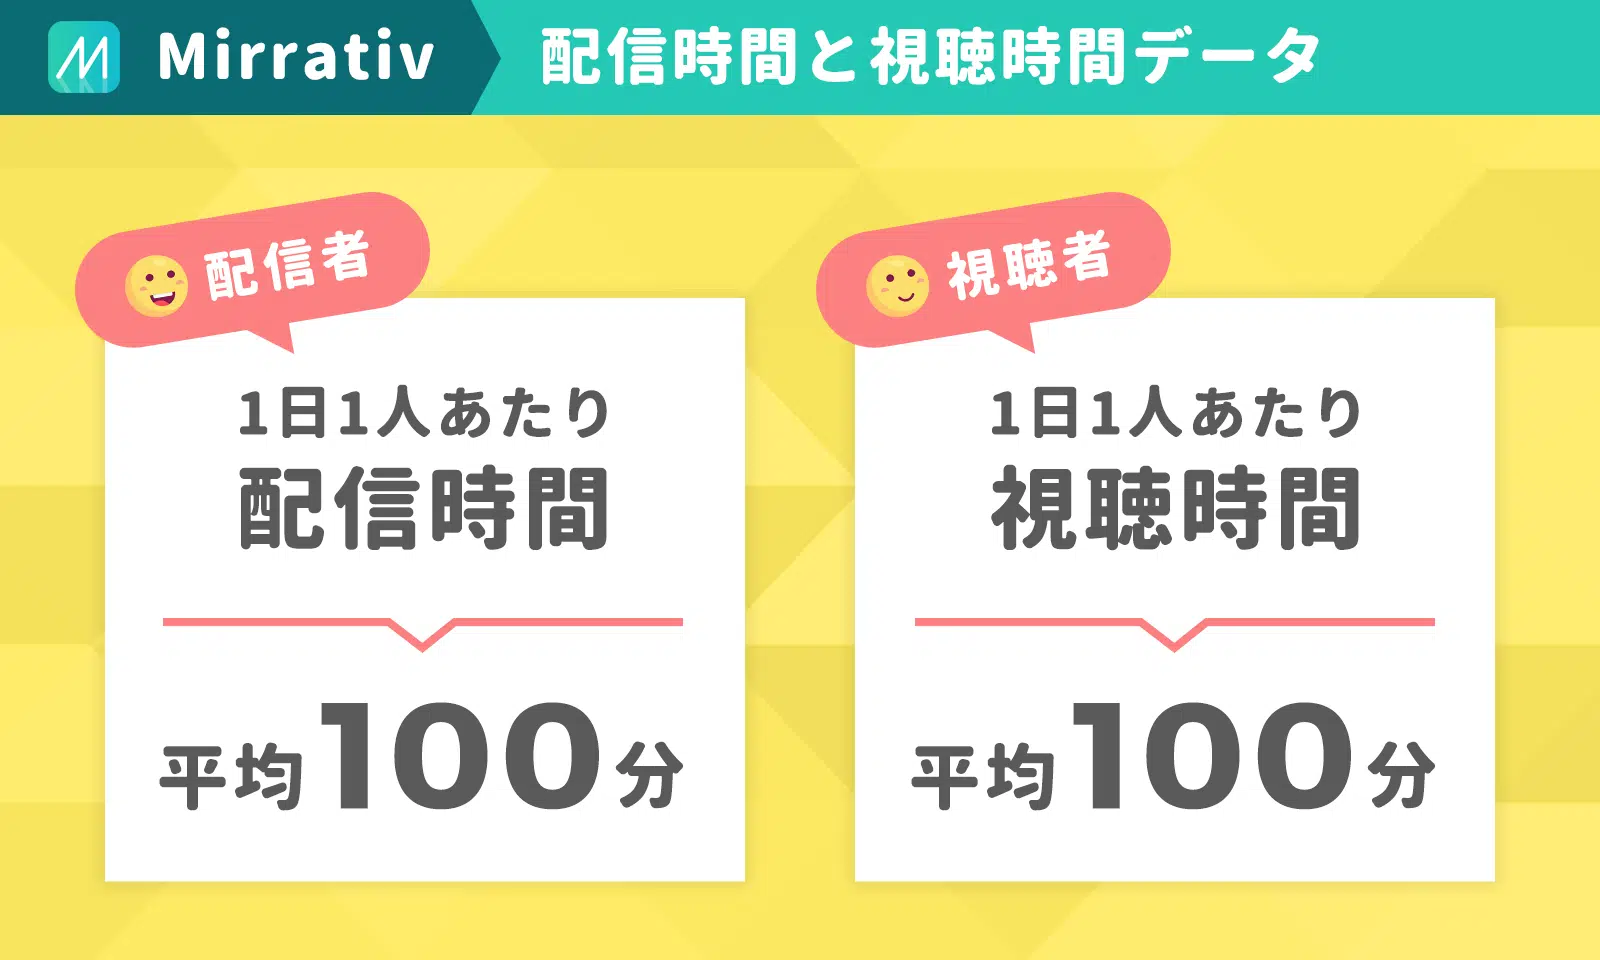 Mirrativ
配信時間と視聴時間データ
配信者
1日1人あたり
配信時間
平均100分
視聴者
1日1人あたり
視聴時間
平均100分